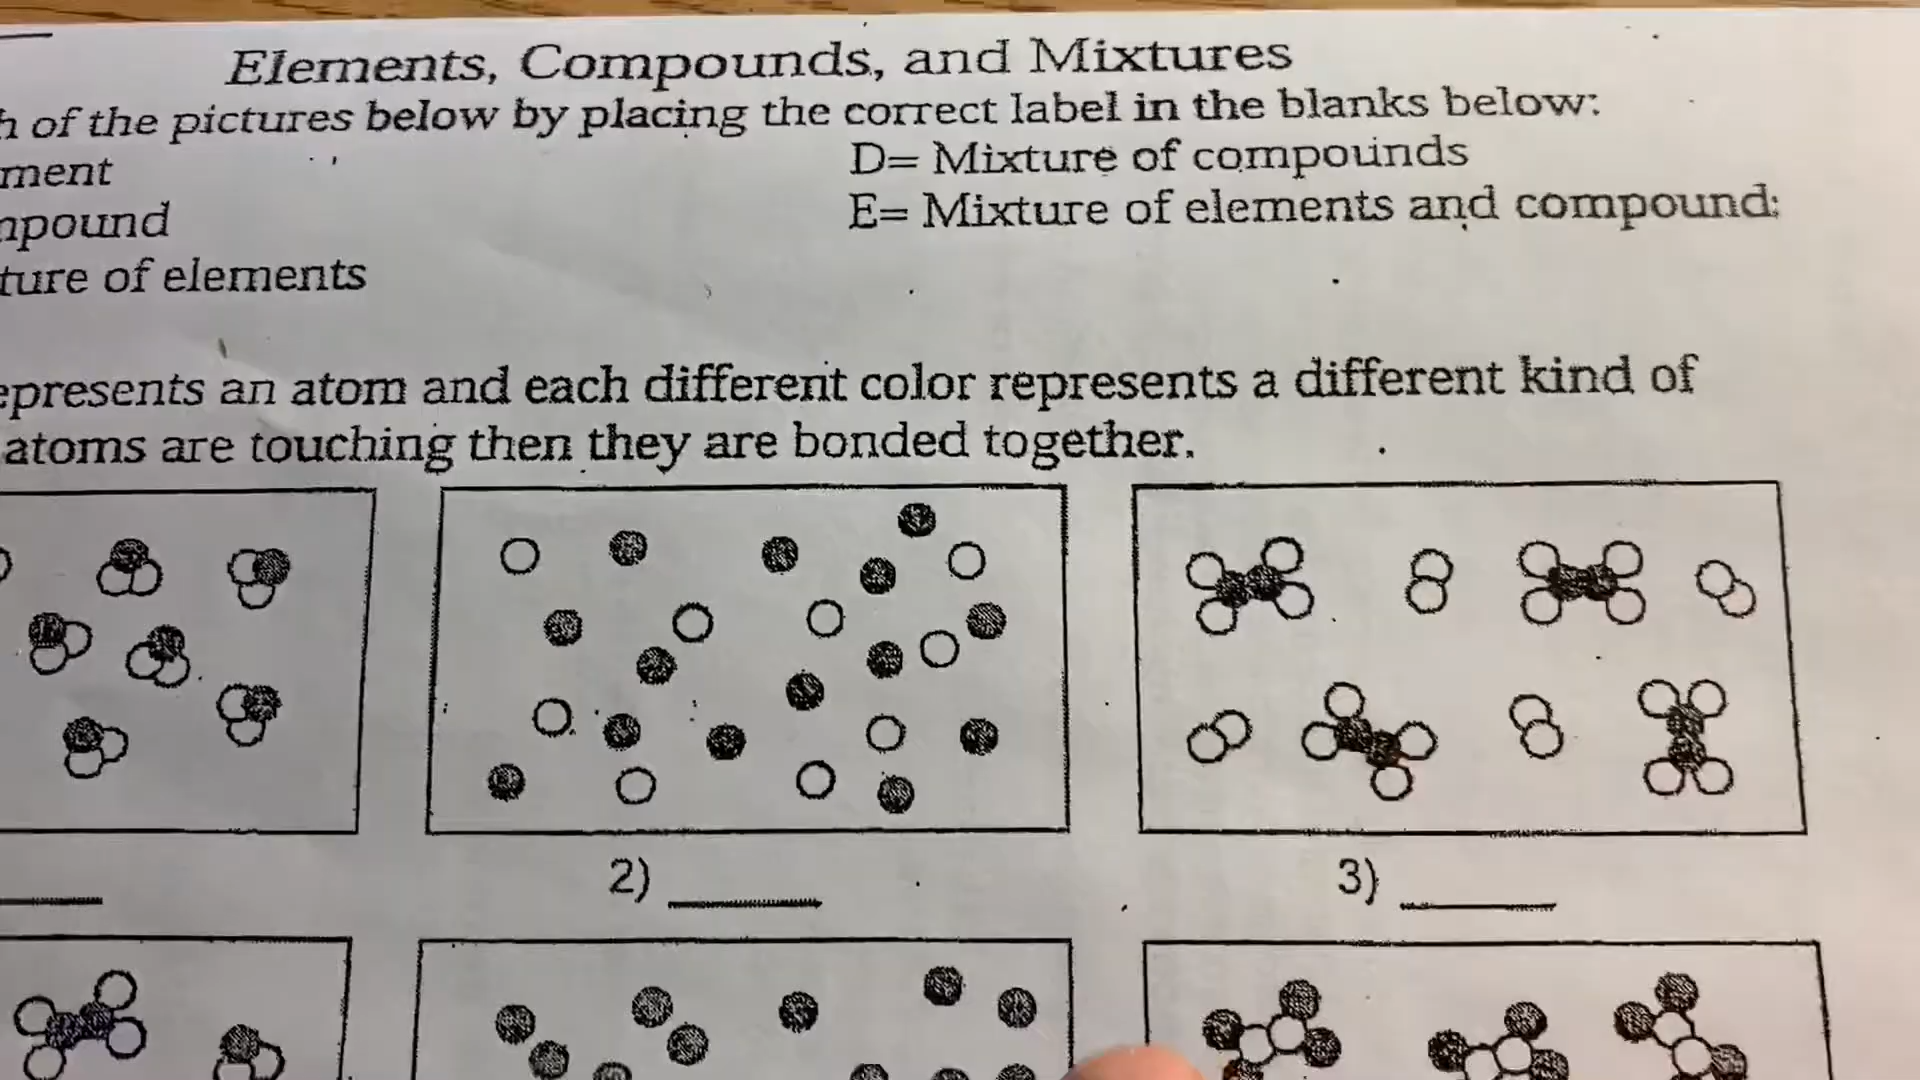 Elements, Compounds, and Mixtures
of the pictures below by placing the correct label in the blanks below:
ment
D= Mixture of compounds
mpound
E= Mixture of elements and compound
ture of elements
epresents an atom and each different color represents a different kind of
atoms are touching then they are bonded together.
2)
3)